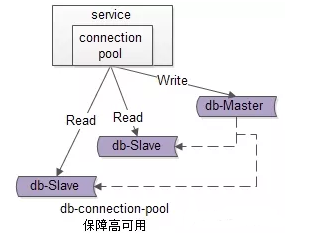 service
connection
pool
Write
Read
Read
db-Master
db-Slave
db-Slave
db-connection-pool
保障高可用